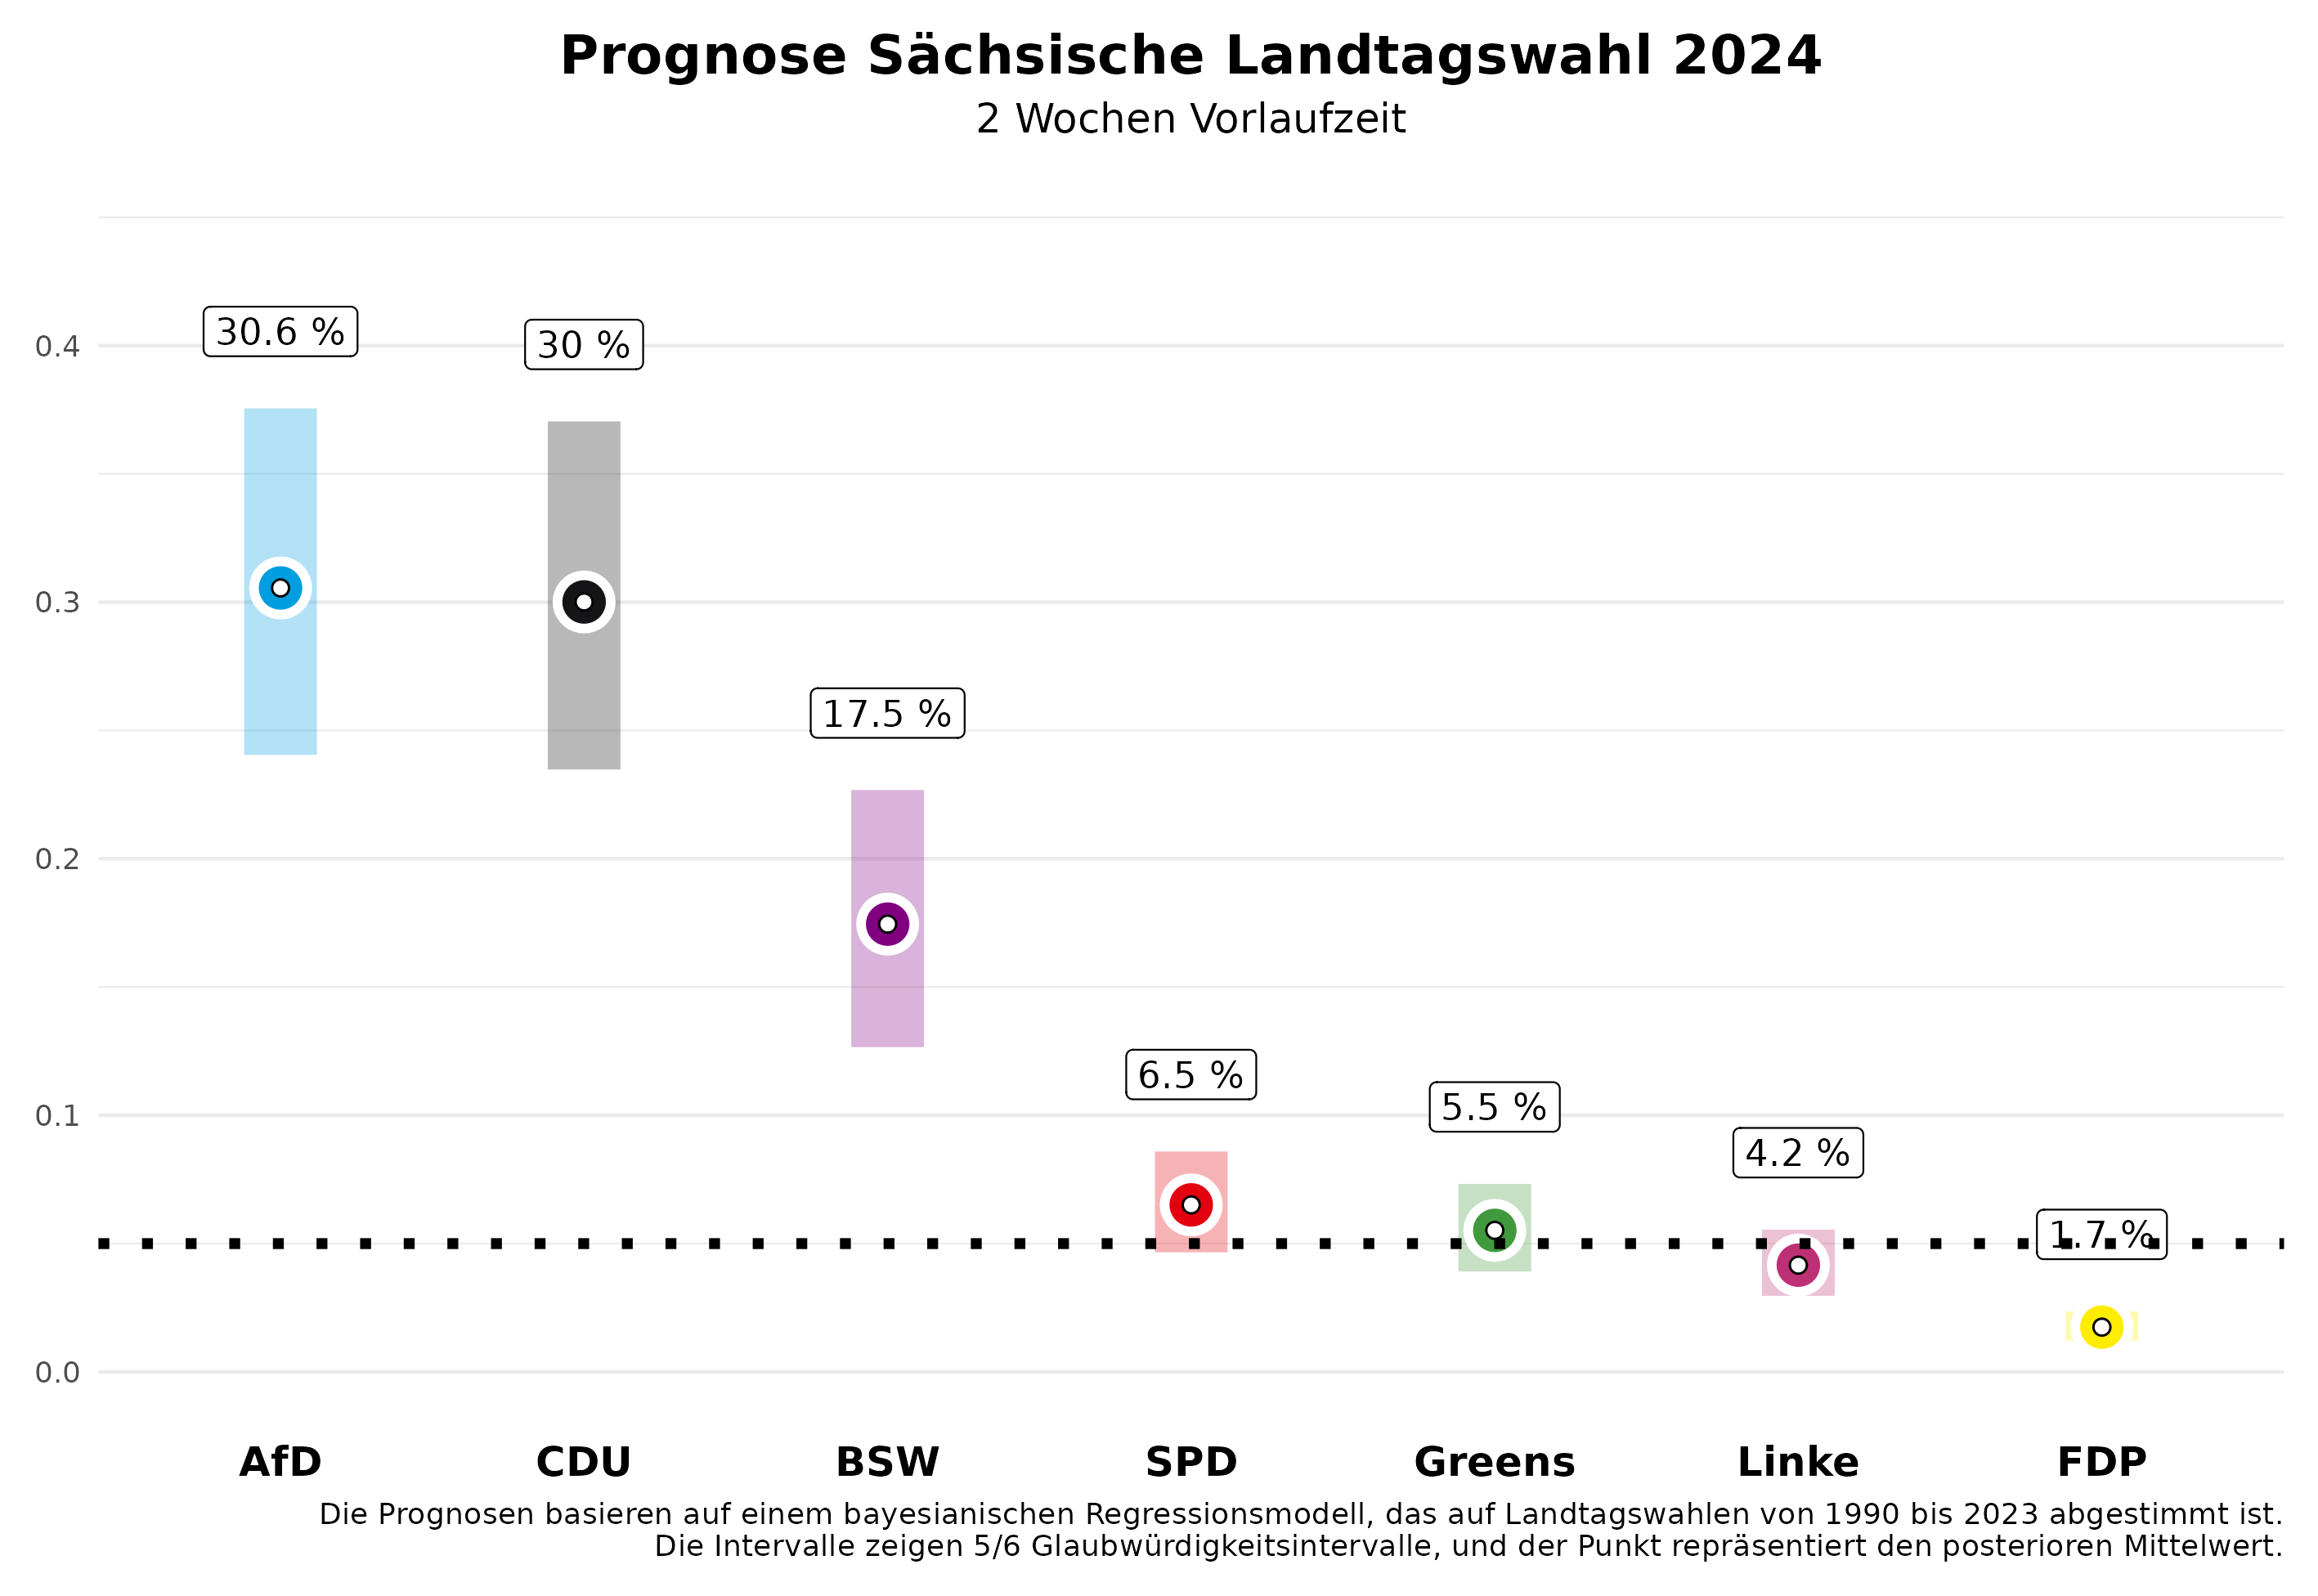 Prognose Sächsische Landtagswahl 2024
2 Wochen Vorlaufzeit
30.6 %
30 %
0.4
0.3
17.5 %
0.2
6.5 %
5.5 %
0.1
4.2 %
1.7 %
0.0
AfD CDU BSW SPD Greens Linke FDP
Die Prognosen basieren auf einem bayesianischen Regressionsmodell, das auf Landtagswahlen von 1990 bis 2023 abgestimmt ist.
Die Intervalle zeigen 5/6 Glaubwürdigkeitsintervalle, und der Punkt repräsentiert den posterioren Mittelwert.